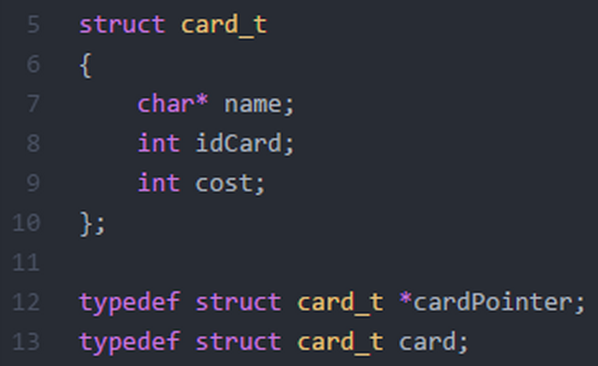 5 struct card_t
6 {
7 char* name;
8 int idCard;
9 int cost;
10 };
11
12 typedef struct card_t *cardPointer;
13 typedef struct card_t card;